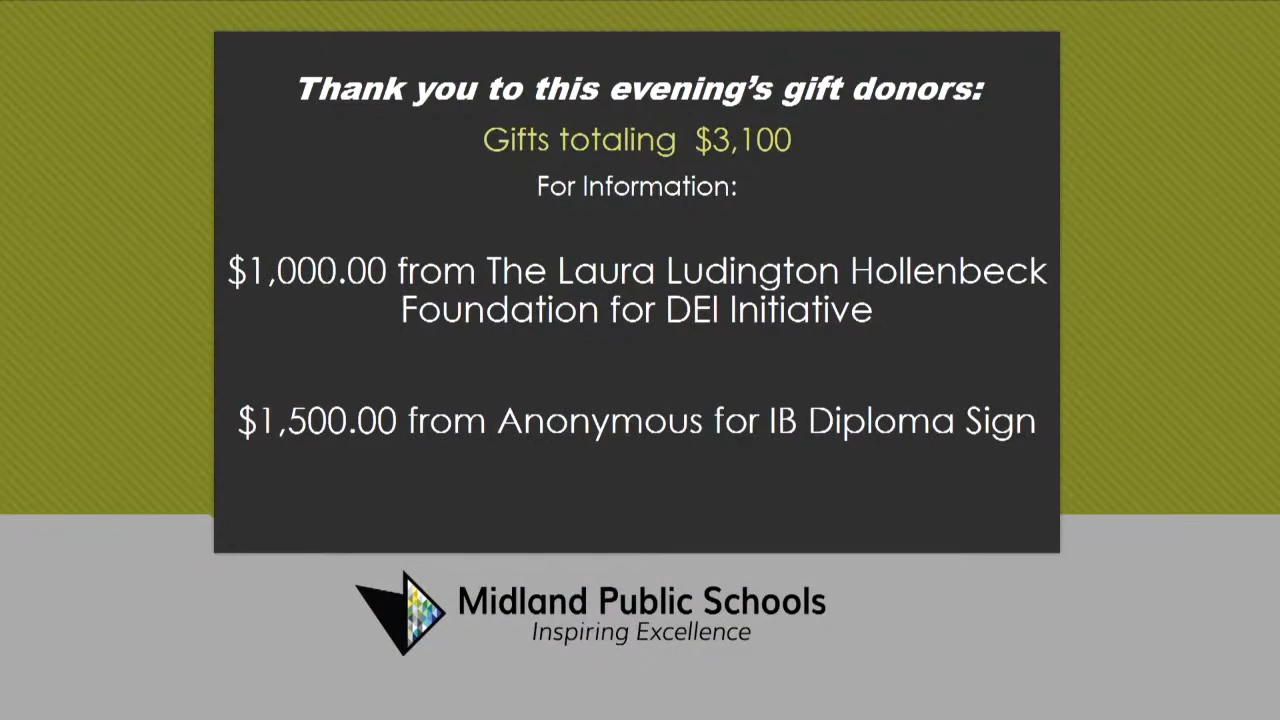 Thank you to this evening's gift donors:
Gifts totaling $3,100
For Information:
$1,000.00 from The Laura Ludington Hollenbeck
Foundation for DEI Initiative
$1,500.00 from Anonymous for IB Diploma Sign
Midland Public Schools
Inspiring Excellence